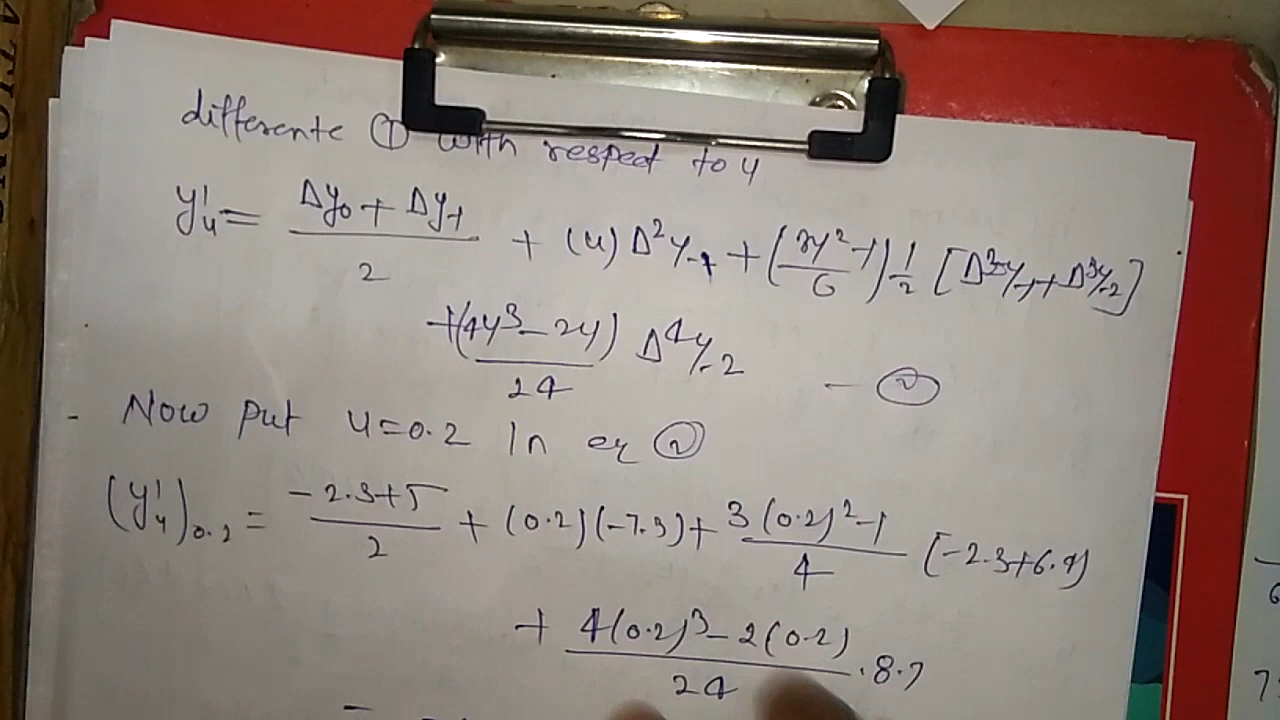 differente ① with respect to u
y'u = Δy0 + Δy-1 / 2 + (u) Δ²y-1 + (3u²-1 / 6) 1/2 [Δ³y-1 + Δ³y-2]
+(4u³ - 2u / 24) Δ⁴y-2 — ②
- Now put u=0.2 In eq ②
(y'u)0.2 = -2.3+5 / 2 + (0.2)(-7.3) + 3(0.2)²-1 / 4 [-2.3+6.4]
+ 4(0.2)³ - 2(0.2) / 24 . 8.7